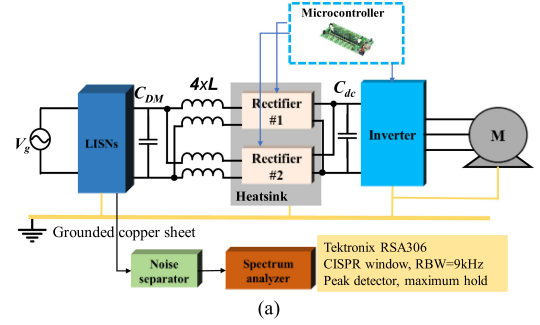 Microcontroller
C_DM
4xL
Rectifier
#1
C_dc
V_g
LISNs
Inverter
M
Rectifier
#2
Heatsink
Grounded copper sheet
Noise
separator
Spectrum
analyzer
Tektronix RSA306
CISPR window, RBW=9kHz
Peak detector, maximum hold
(a)